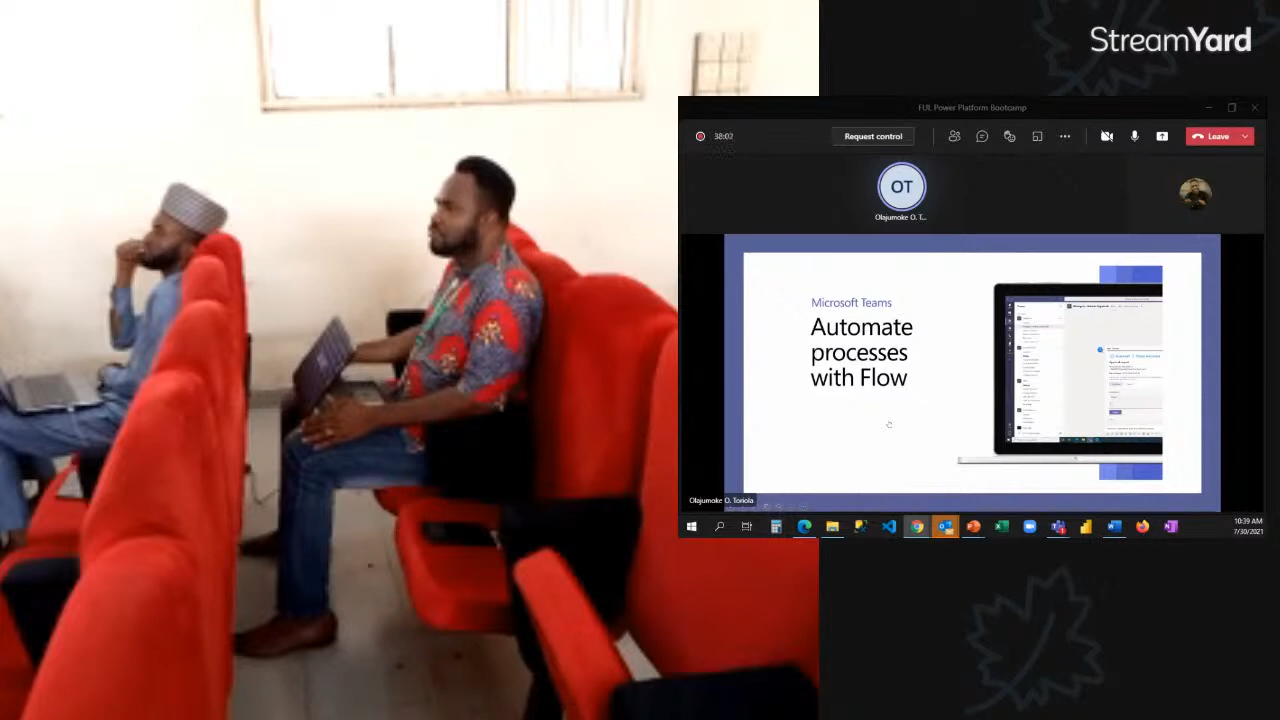 StreamYard
FUL Power Platform Bootcamp
38:02
Request control
Leave
OT
Olajumoke O. T...
Microsoft Teams
Automate
processes
with Flow
Olajumoke O. Toriola
10:39 AM
7/30/2021